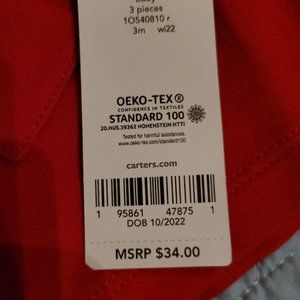 baby
3 pieces
1O540810 r
3m wi22
OEKO-TEX®
CONFIDENCE IN TEXTILES
STANDARD 100
20.HUS.39362 HOHENSTEIN HTTI
Tested for harmful substances.
www.oeko-tex.com/standard100
carters.com
1 95861 47875 1
DOB 10/2022
MSRP $34.00